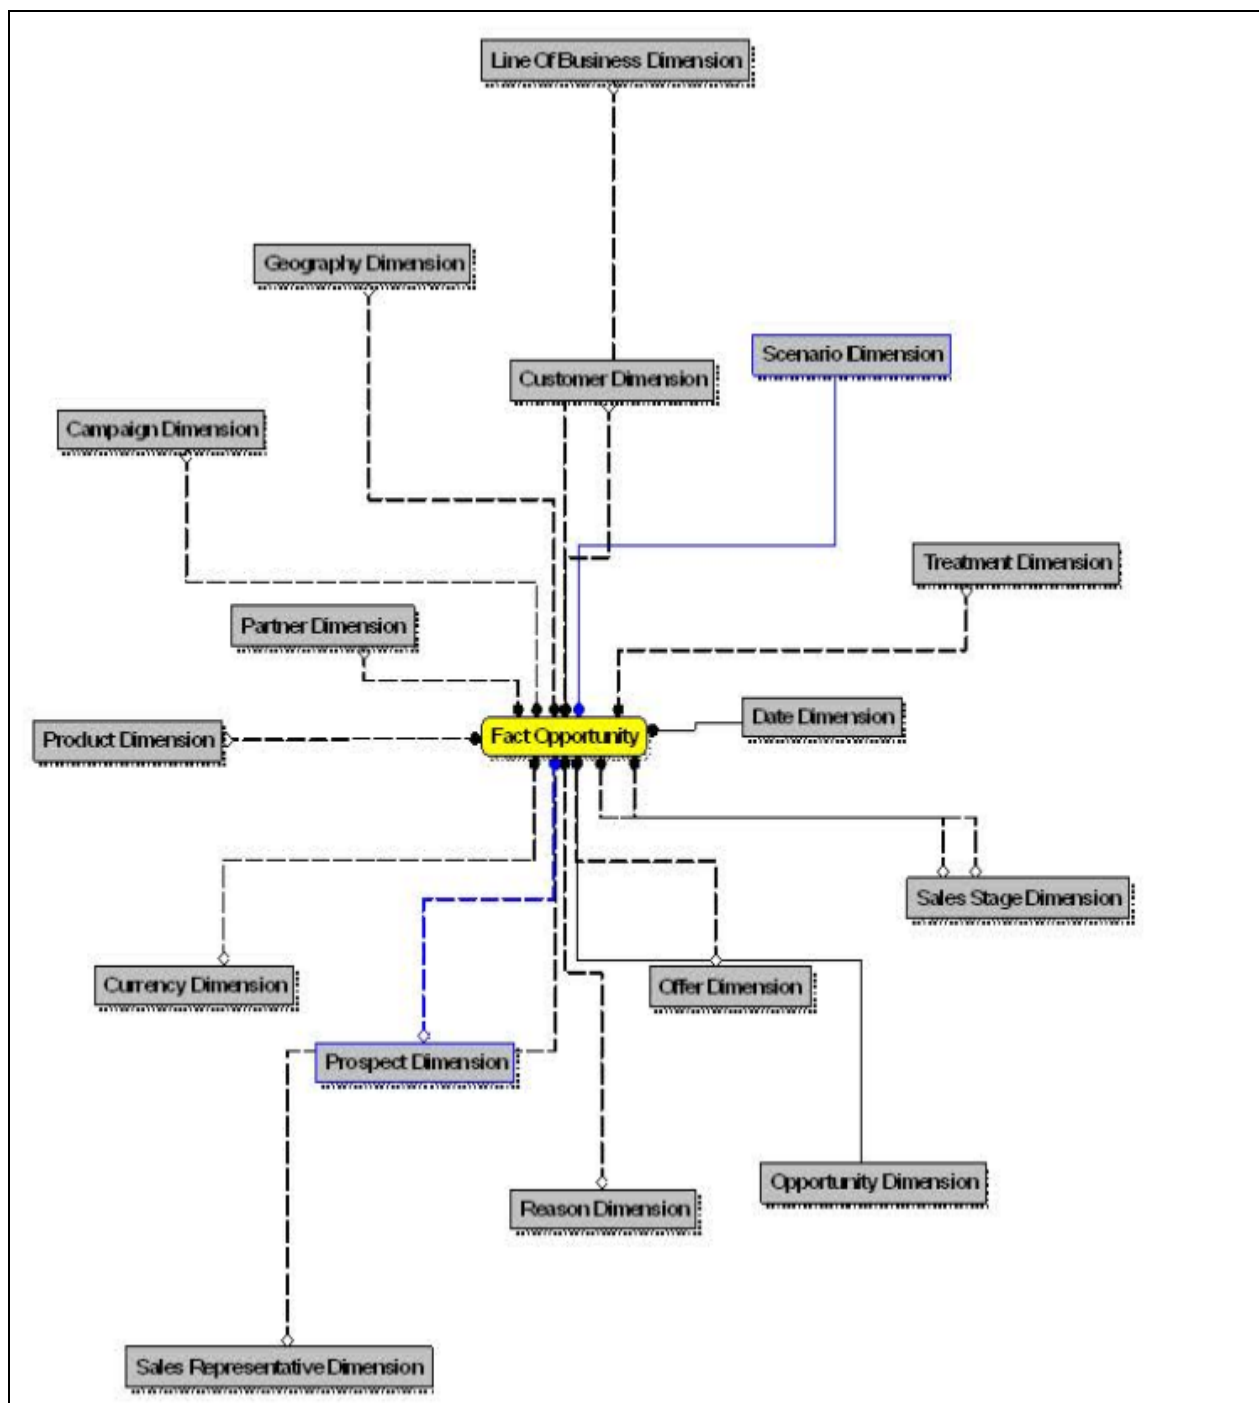 Line Of Business Dimension
Geography Dimension
Scenario Dimension
Customer Dimension
Campaign Dimension
Treatment Dimension
Partner Dimension
Date Dimension
Product Dimension
Fact Opportunity
Sales Stage Dimension
Currency Dimension
Offer Dimension
Prospect Dimension
Opportunity Dimension
Reason Dimension
Sales Representative Dimension